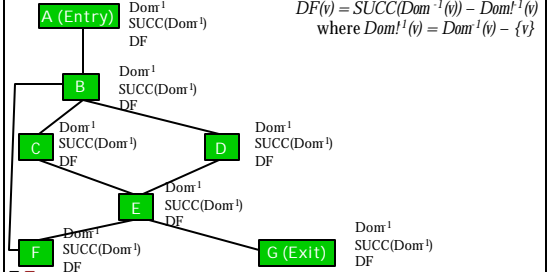 A (Entry)
Dom⁻¹
SUCC(Dom⁻¹)
DF
DF(v) = SUCC(Dom⁻¹(v)) – Dom!⁻¹(v)
where Dom!⁻¹(v) = Dom⁻¹(v) – {v}
B
Dom⁻¹
SUCC(Dom⁻¹)
DF
C
Dom⁻¹
SUCC(Dom⁻¹)
DF
D
Dom⁻¹
SUCC(Dom⁻¹)
DF
E
Dom⁻¹
SUCC(Dom⁻¹)
DF
F
Dom⁻¹
SUCC(Dom⁻¹)
DF
G (Exit)
Dom⁻¹
SUCC(Dom⁻¹)
DF